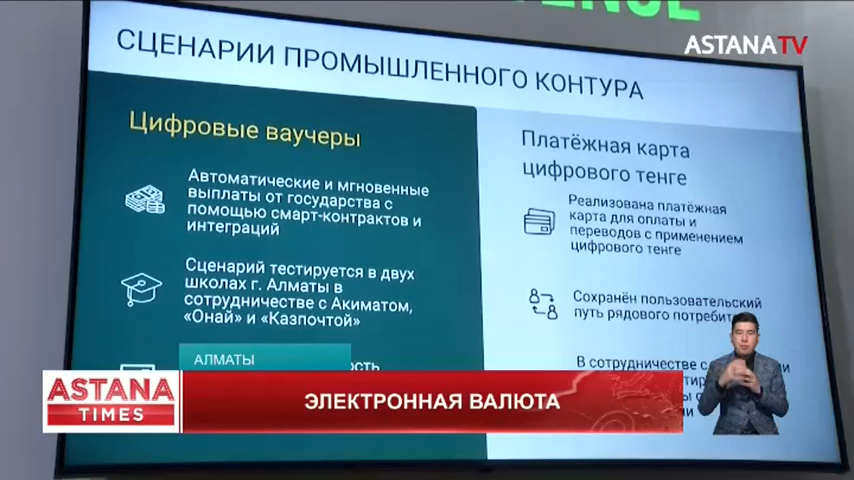 ASTANATV
СЦЕНАРИИ ПРОМЫШЛЕННОГО КОНТУРА
Цифровые ваучеры
Автоматические и мгновенные
выплаты от государства с
помощью смарт-контрактов и
интеграций
Сценарий тестируется в двух
школах г. Алматы в
сотрудничестве с Акиматом,
«Онай» и «Казпочтой»
Платёжная карта
цифрового тенге
Реализована платёжная
карта для оплаты и
переводов с применением
цифрового тенге
Сохранён пользовательский
путь рядового
В сотрудничестве с
АЛМАТЫ
ASTANA
TIMES
ЭЛЕКТРОННАЯ ВАЛЮТА